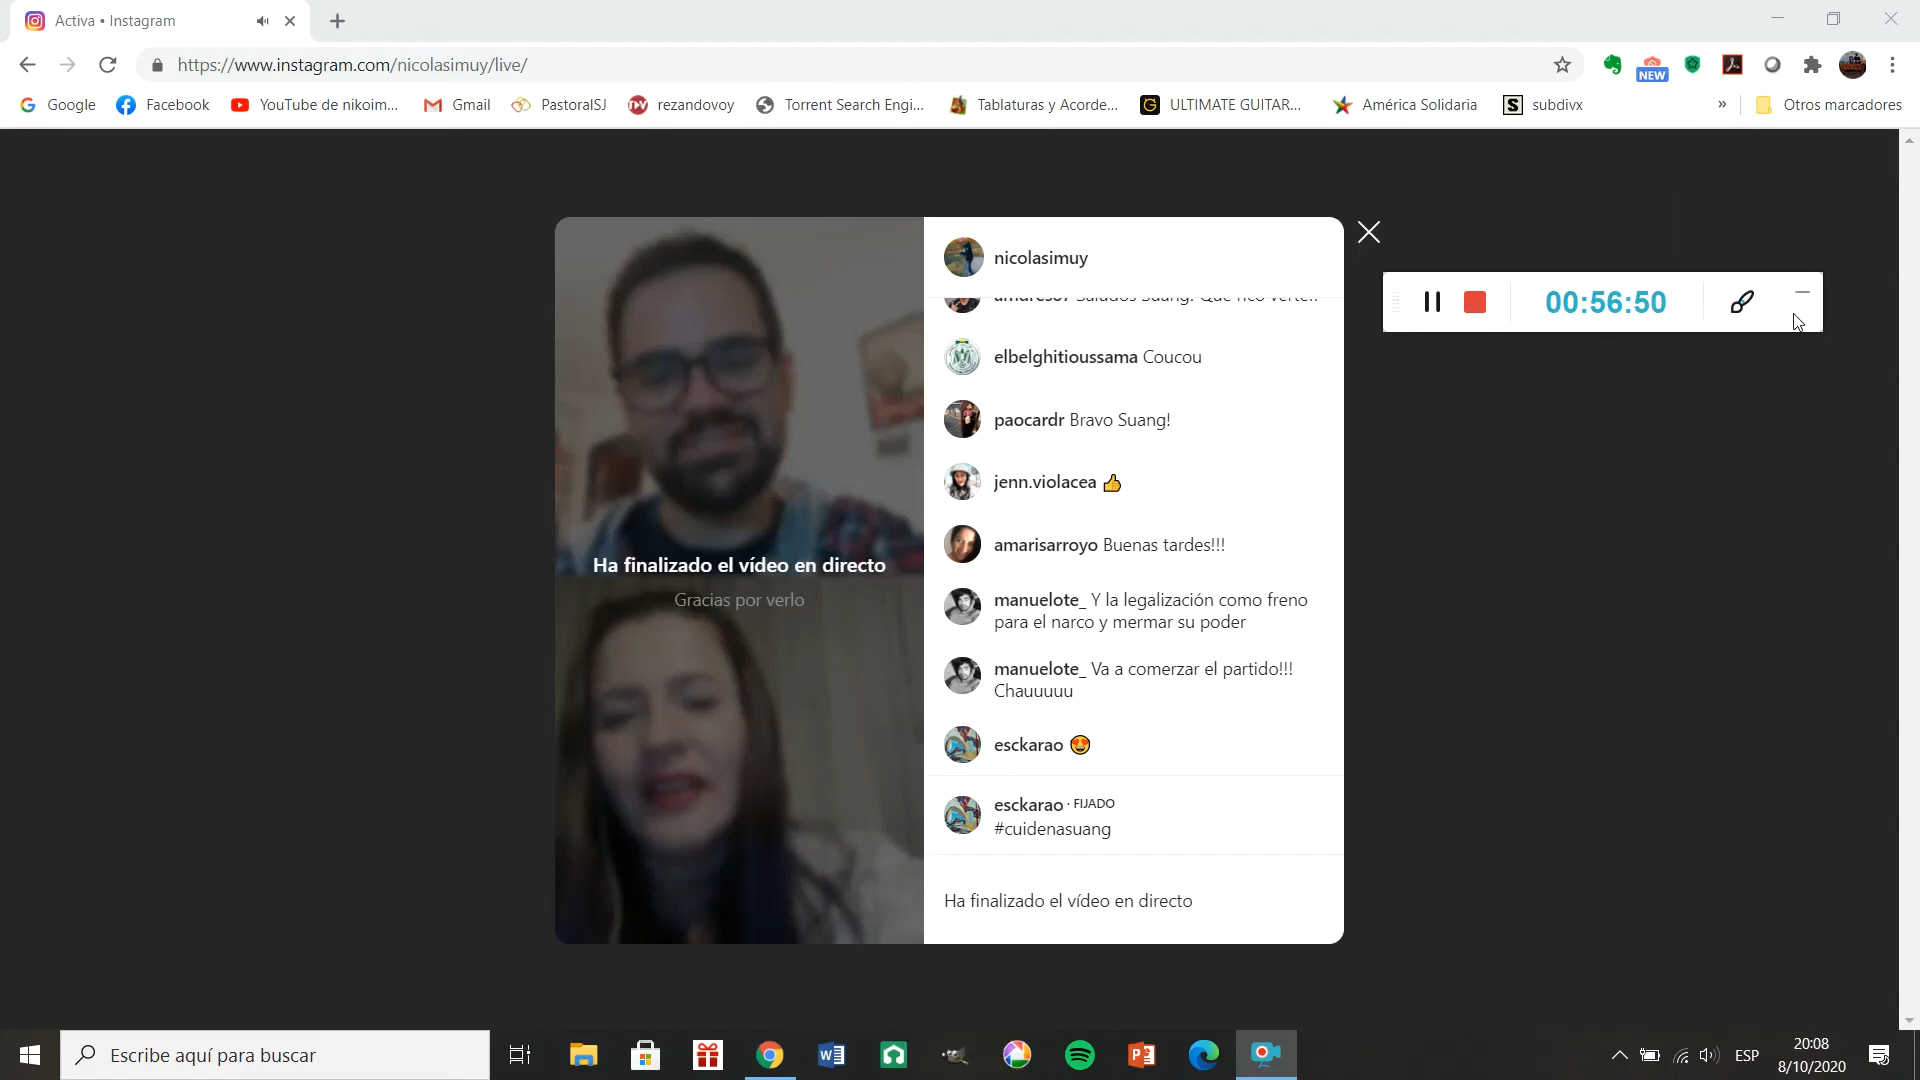 Activa • Instagram
https://www.instagram.com/nicolasimuy/live/
NEW
Google
Facebook
YouTube de nikoim...
Gmail
PastoralSJ
rezandovoy
Torrent Search Engi...
Tablaturas y Acorde...
ULTIMATE GUITAR...
América Solidaria
subdivx
»
Otros marcadores
nicolasimuy
elbelghitioussama Coucou
paocardr Bravo Suang!
jenn.violacea 👍
amarisarroyo Buenas tardes!!!
manuelote_ Y la legalización como freno
para el narco y mermar su poder
manuelote_ Va a comerzar el partido!!!
Chauuuuu
esckarao 😍
esckarao · FIJADO
#cuidenasuang
Ha finalizado el vídeo en directo
Ha finalizado el vídeo en directo
Gracias por verlo
00:56:50
Escribe aquí para buscar
ESP
20:08
8/10/2020